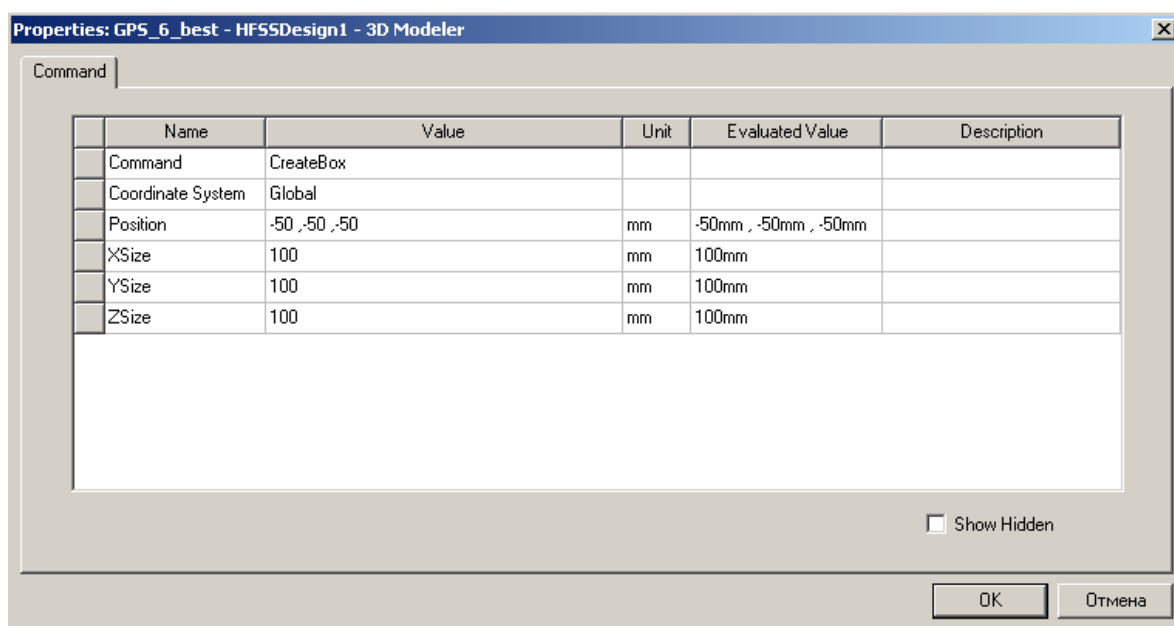 Properties: GPS_6_best - HFSSDesign1 - 3D Modeler
Command
Name Value Unit Evaluated Value Description
Command CreateBox
Coordinate System Global
Position -50 ,-50 ,-50 mm -50mm , -50mm , -50mm
XSize 100 mm 100mm
YSize 100 mm 100mm
ZSize 100 mm 100mm
Show Hidden
OK Отмена